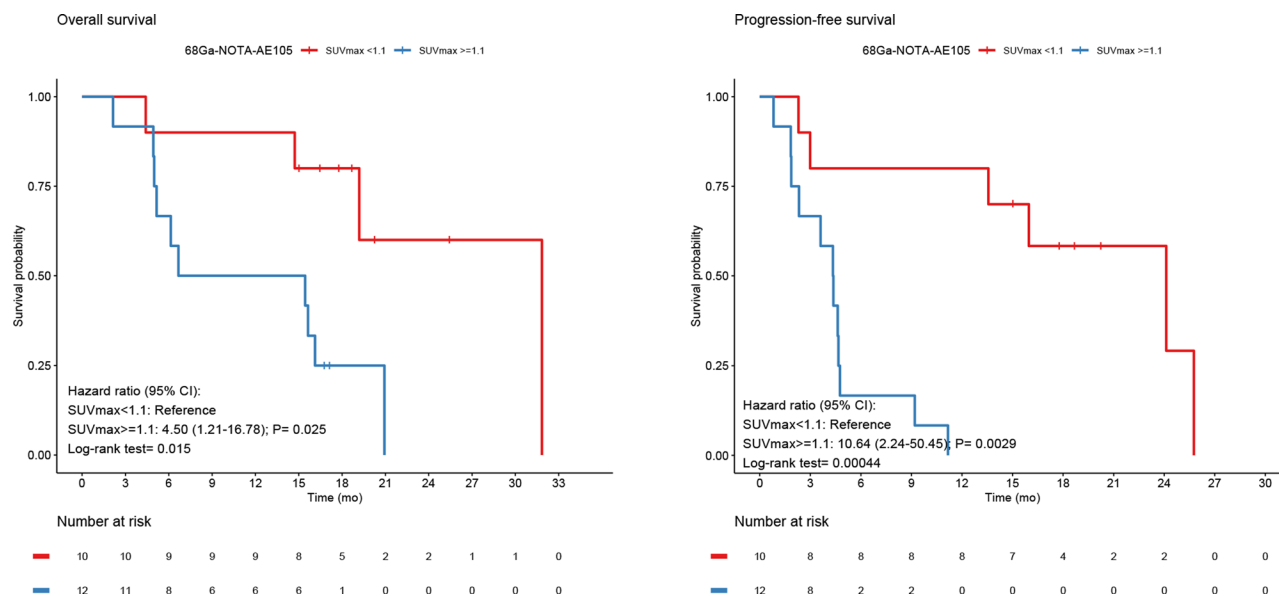 Overall survival
68Ga-NOTA-AE105 SUVmax <1.1 SUVmax >=1.1
1.00
0.75
0.50
0.25
0.00
Survival probability
Hazard ratio (95% CI):
SUVmax<1.1: Reference
SUVmax>=1.1: 4.50 (1.21-16.78); P= 0.025
Log-rank test= 0.015
0 3 6 9 12 15 18 21 24 27 30 33
Time (mo)
Number at risk
10 10 9 9 9 8 5 2 2 1 1 0
12 11 8 6 6 6 1 0 0 0 0 0
Progression-free survival
68Ga-NOTA-AE105 SUVmax <1.1 SUVmax >=1.1
1.00
0.75
0.50
0.25
0.00
Survival probability
Hazard ratio (95% CI):
SUVmax<1.1: Reference
SUVmax>=1.1: 10.64 (2.24-50.45); P= 0.0029
Log-rank test= 0.00044
0 3 6 9 12 15 18 21 24 27 30
Time (mo)
Number at risk
10 8 8 8 8 7 4 2 2 0 0
12 8 2 2 0 0 0 0 0 0 0